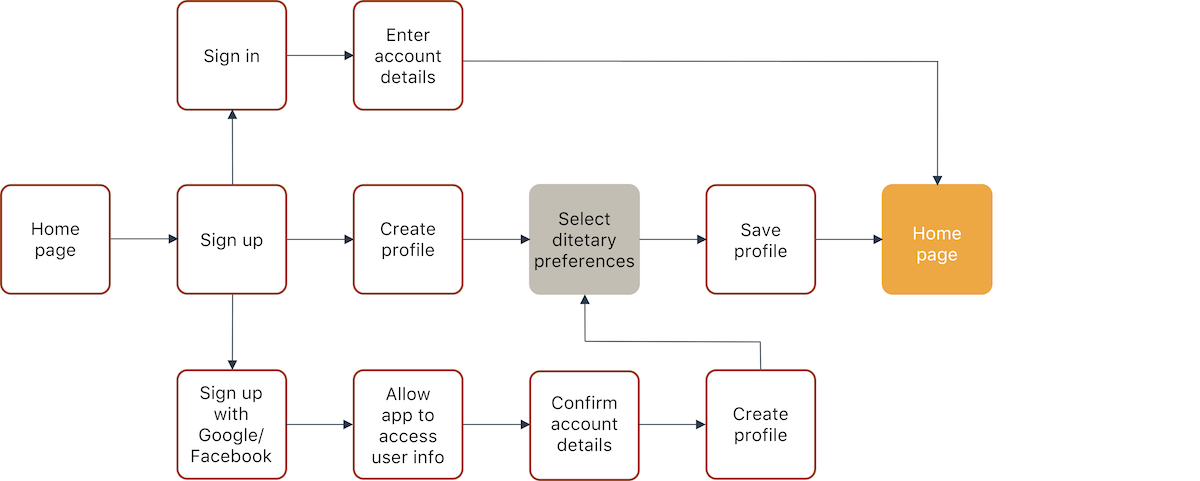 Sign in
Enter
account
details
Home
page
Sign up
Create
profile
Select
ditetary
preferences
Save
profile
Home
page
Sign up
with
Google/
Facebook
Allow
app to
access
user info
Confirm
account
details
Create
profile